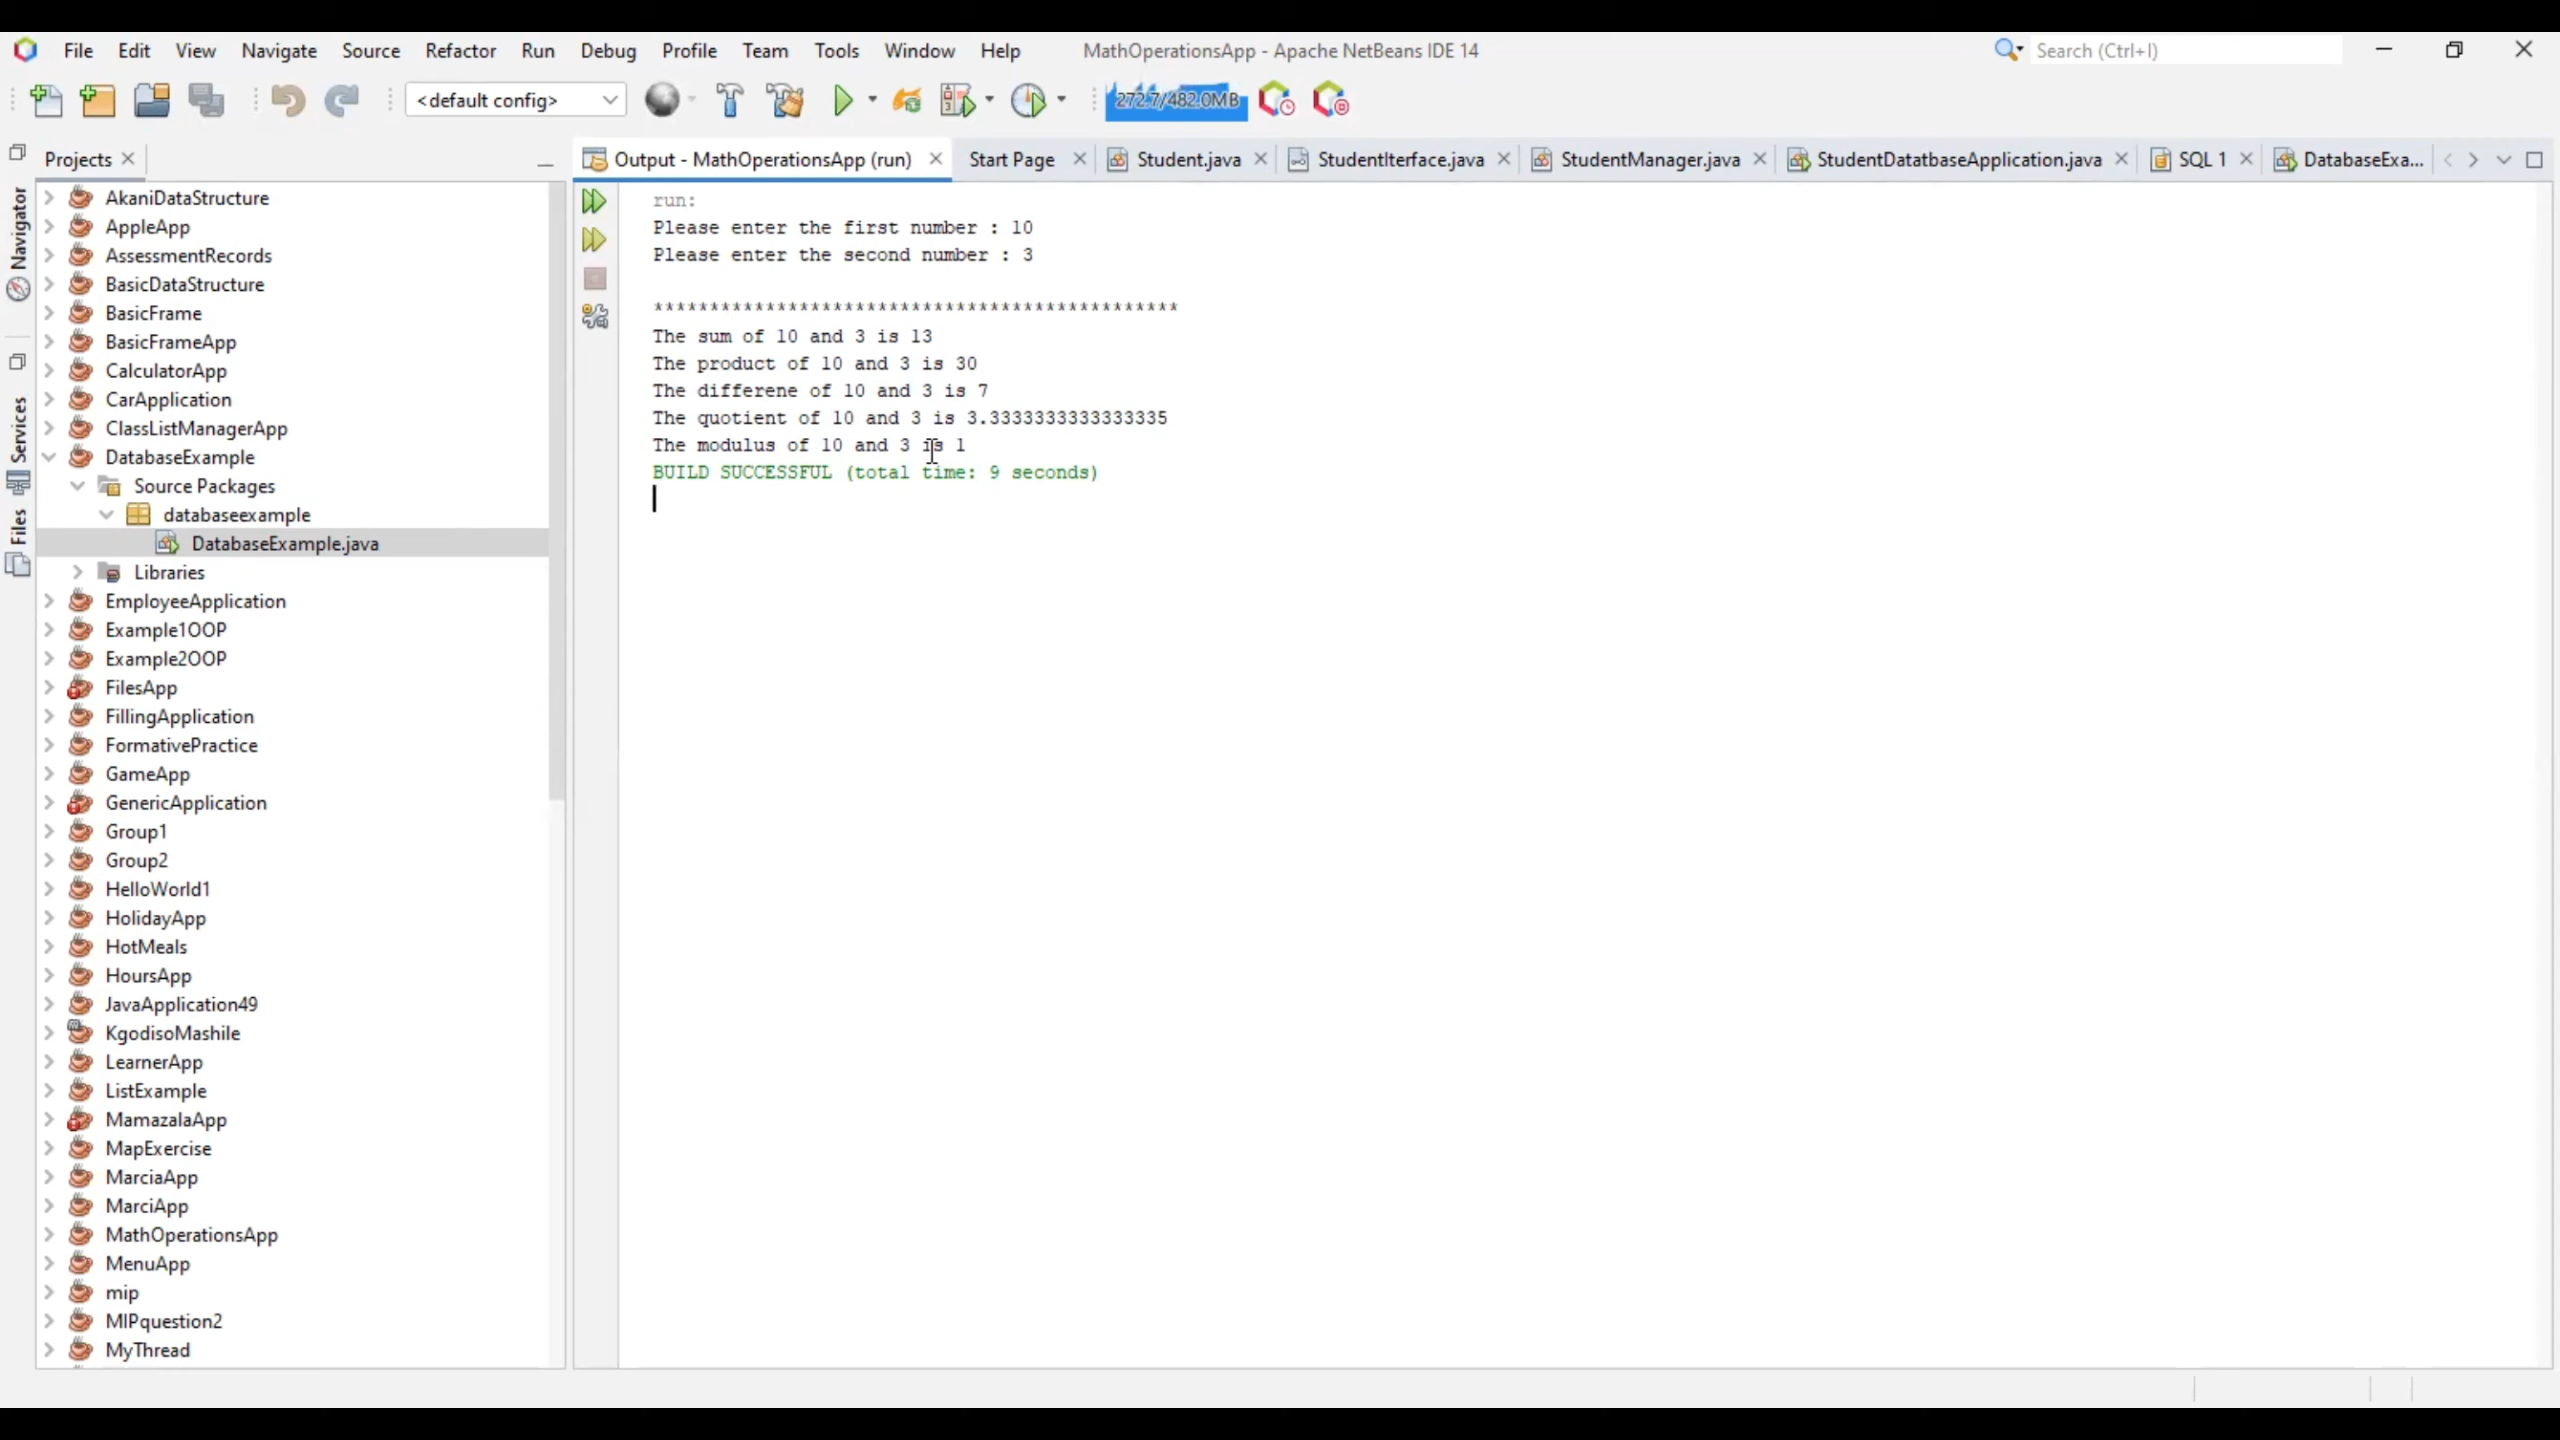 File Edit View Navigate Source Refactor Run Debug Profile Team Tools Window Help
MathOperationsApp - Apache NetBeans IDE 14
Search (Ctrl+I)
<default config>
272.7/482.0MB
Projects
Output - MathOperationsApp (run)
Start Page
Student.java
StudentIterface.java
StudentManager.java
StudentDatatbaseApplication.java
SQL 1
DatabaseExa...
Navigator
Services
Files
AkaniDataStructure
AppleApp
AssessmentRecords
BasicDataStructure
BasicFrame
BasicFrameApp
CalculatorApp
CarApplication
ClassListManagerApp
DatabaseExample
Source Packages
databaseexample
DatabaseExample.java
Libraries
EmployeeApplication
Example1OOP
Example2OOP
FilesApp
FillingApplication
FormativePractice
GameApp
GenericApplication
Group1
Group2
HelloWorld1
HolidayApp
HotMeals
HoursApp
JavaApplication49
KgodisoMashile
LearnerApp
ListExample
MamazalaApp
MapExercise
MarciaApp
MarciApp
MathOperationsApp
MenuApp
mip
MIPquestion2
MyThread
run:
Please enter the first number : 10
Please enter the second number : 3
***********************************************
The sum of 10 and 3 is 13
The product of 10 and 3 is 30
The differene of 10 and 3 is 7
The quotient of 10 and 3 is 3.3333333333333335
The modulus of 10 and 3 is 1
BUILD SUCCESSFUL (total time: 9 seconds)